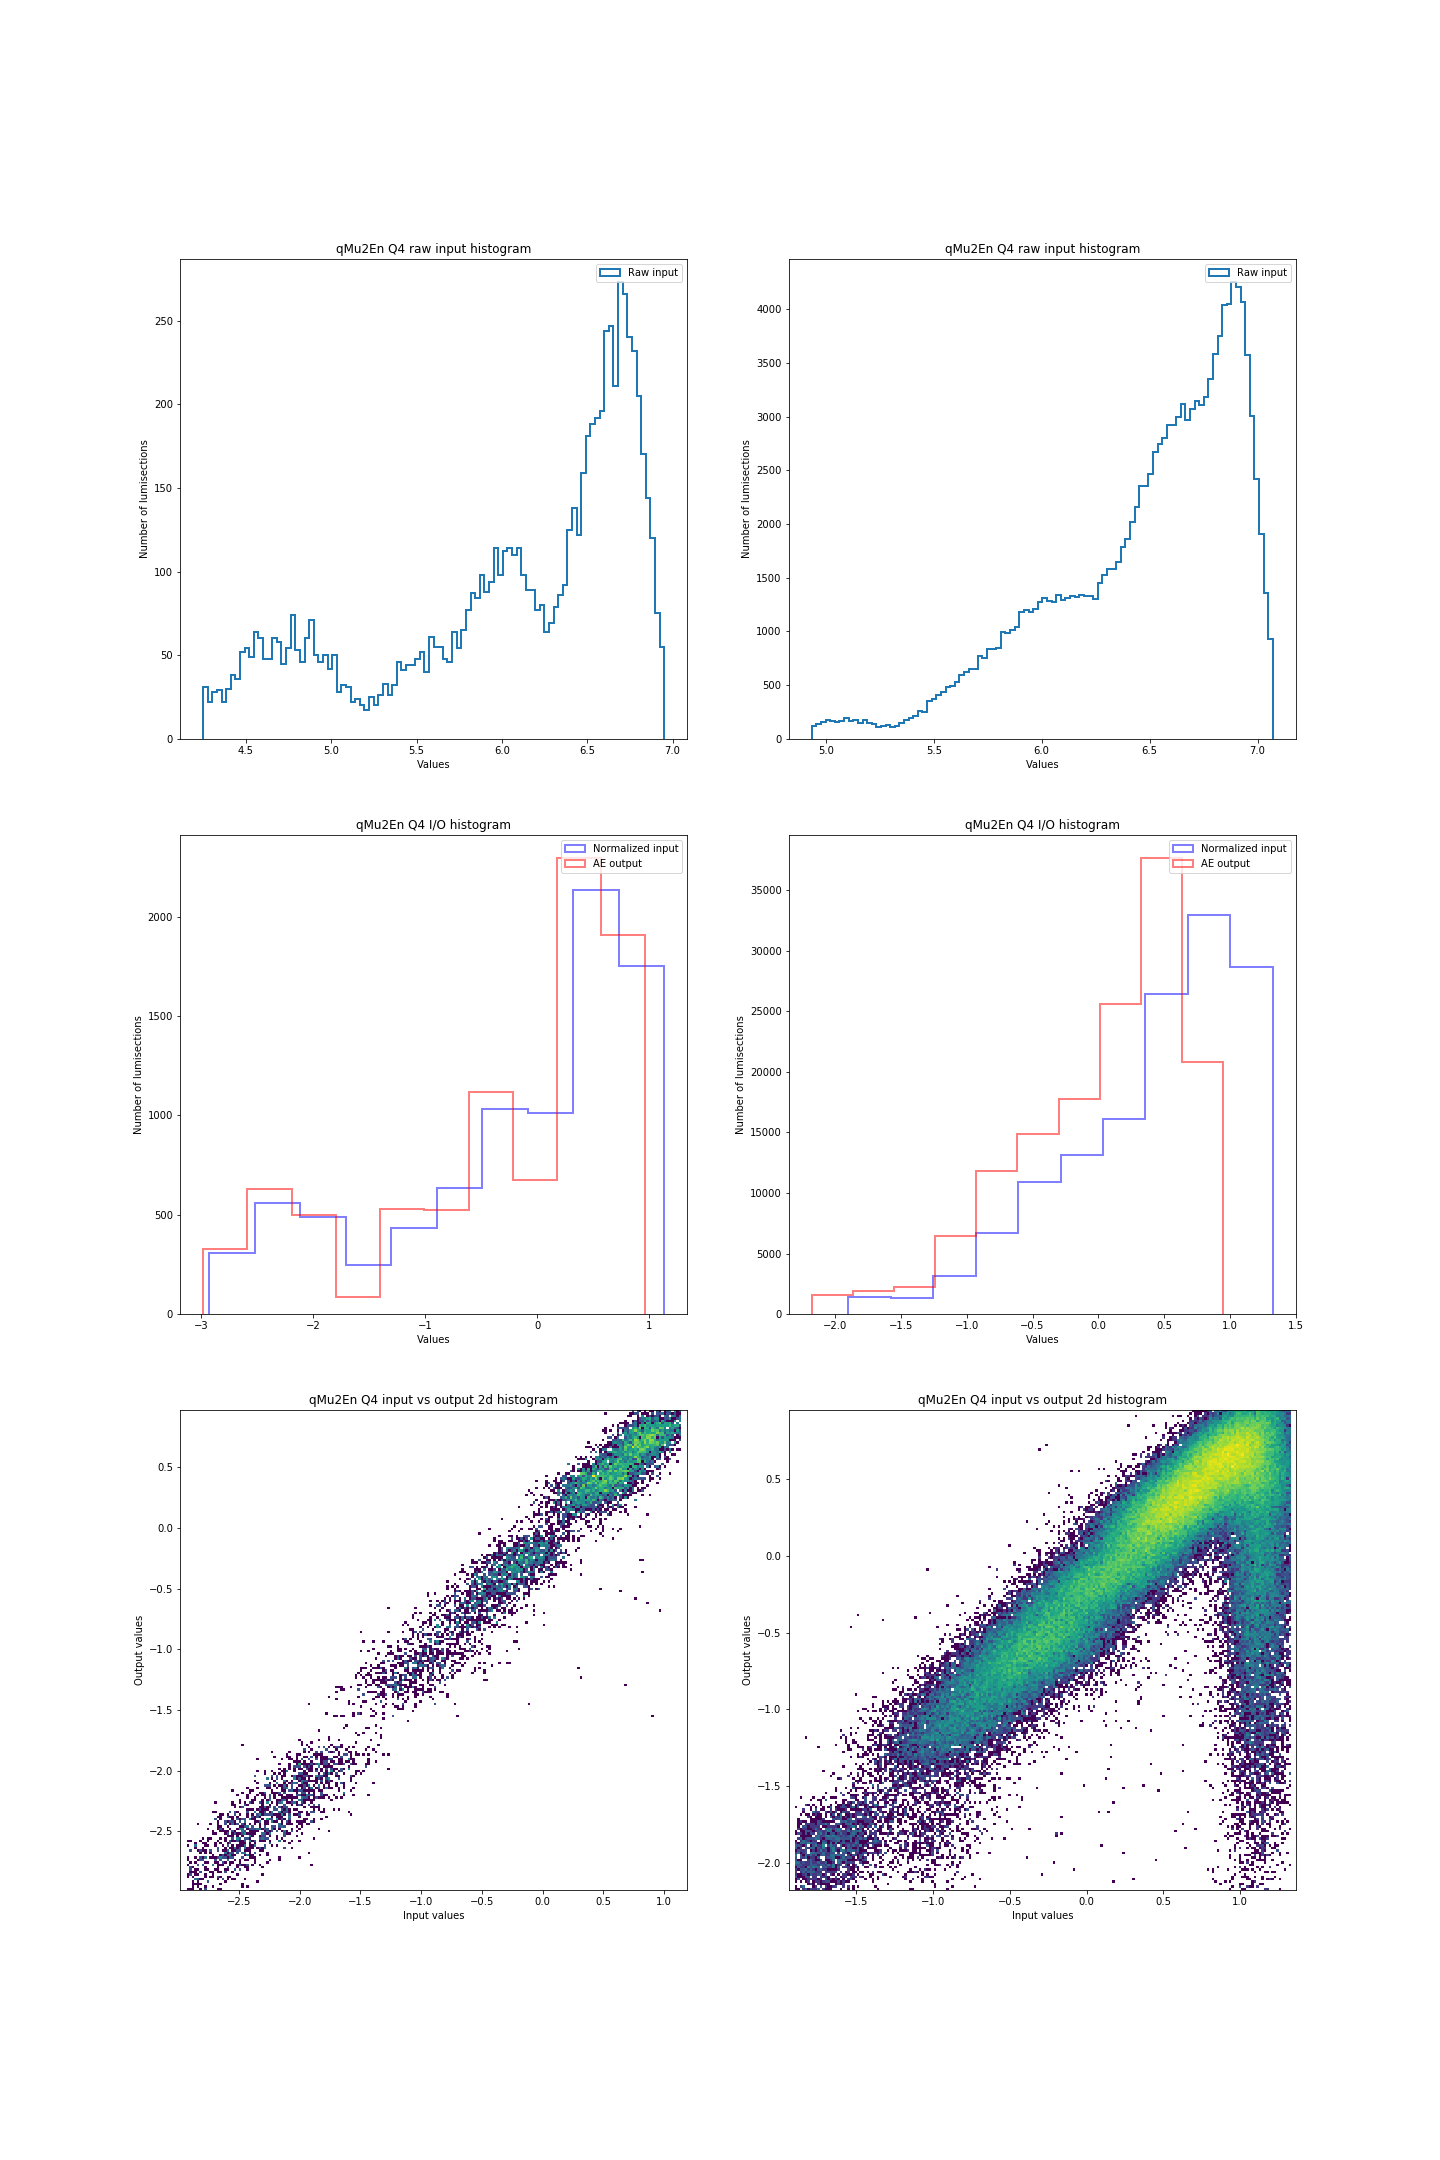 qMu2En Q4 raw input histogram
Raw input
Number of lumisections
250
200
150
100
50
0
4.5 5.0 5.5 6.0 6.5 7.0
Values
qMu2En Q4 raw input histogram
Raw input
Number of lumisections
4000
3500
3000
2500
2000
1500
1000
500
0
5.0 5.5 6.0 6.5 7.0
Values
qMu2En Q4 I/O histogram
Normalized input
AE output
Number of lumisections
2000
1500
1000
500
0
−3 −2 −1 0 1
Values
qMu2En Q4 I/O histogram
Normalized input
AE output
Number of lumisections
35000
30000
25000
20000
15000
10000
5000
0
−2.0 −1.5 −1.0 −0.5 0.0 0.5 1.0 1.5
Values
qMu2En Q4 input vs output 2d histogram
Output values
0.5
0.0
−0.5
−1.0
−1.5
−2.0
−2.5
−2.5 −2.0 −1.5 −1.0 −0.5 0.0 0.5 1.0
Input values
qMu2En Q4 input vs output 2d histogram
Output values
0.5
0.0
−0.5
−1.0
−1.5
−2.0
−1.5 −1.0 −0.5 0.0 0.5 1.0
Input values